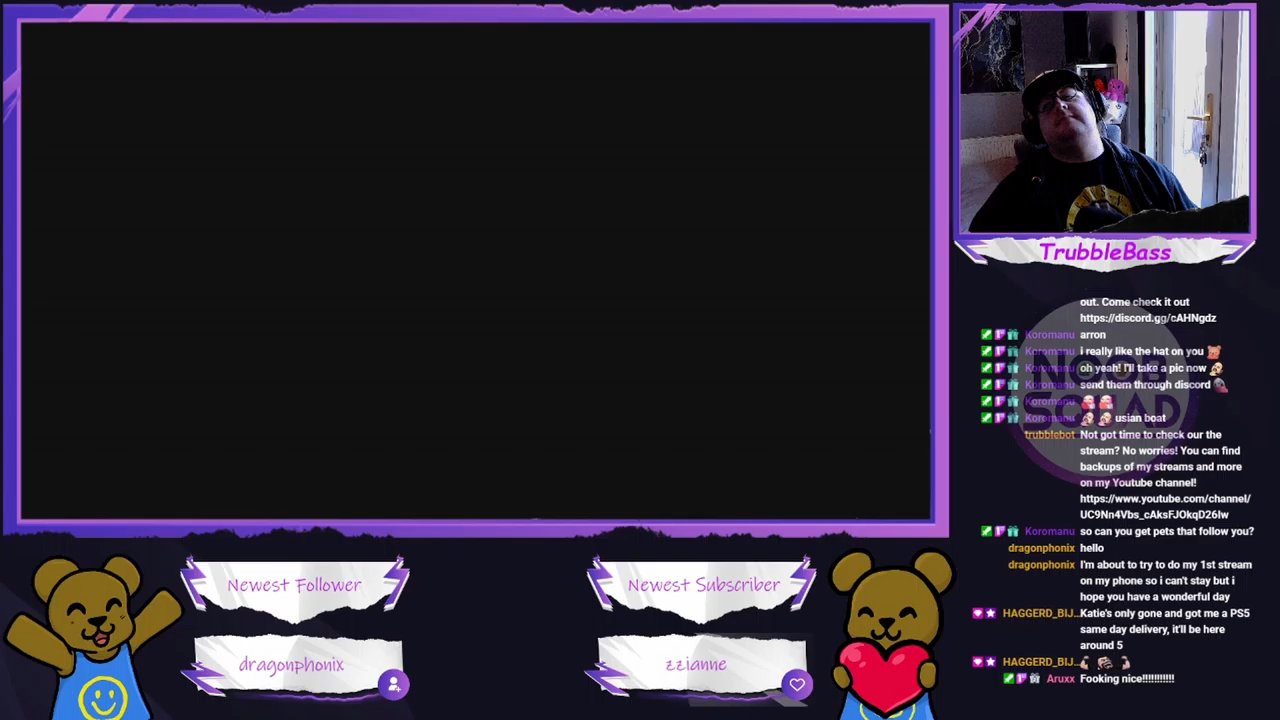 TrubbleBass
out. Come check it out
https://discord.gg/cAHNgdz
Koromanu arron
Koromanu i really like the hat on you
Koromanu oh yeah! I'll take a pic now
Koromanu send them through discord
Koromanu
Koromanu usian boat
trubblebot Not got time to check our the
stream? No worries! You can find
backups of my streams and more
on my Youtube channel!
https://www.youtube.com/channel/
UC9Nn4Vbs_cAksFJOkqD26Iw
Koromanu so can you get pets that follow you?
dragonphonix hello
dragonphonix I'm about to try to do my 1st stream
on my phone so i can't stay but i
hope you have a wonderful day
HAGGERD_BIJ... Katie's only gone and got me a PS5
same day delivery, it'll be here
around 5
HAGGERD_BIJ...
Aruxx Fooking nice!!!!!!!!!!!
NOOB
SQUAD
Newest Follower
dragonphonix
Newest Subscriber
zzianne